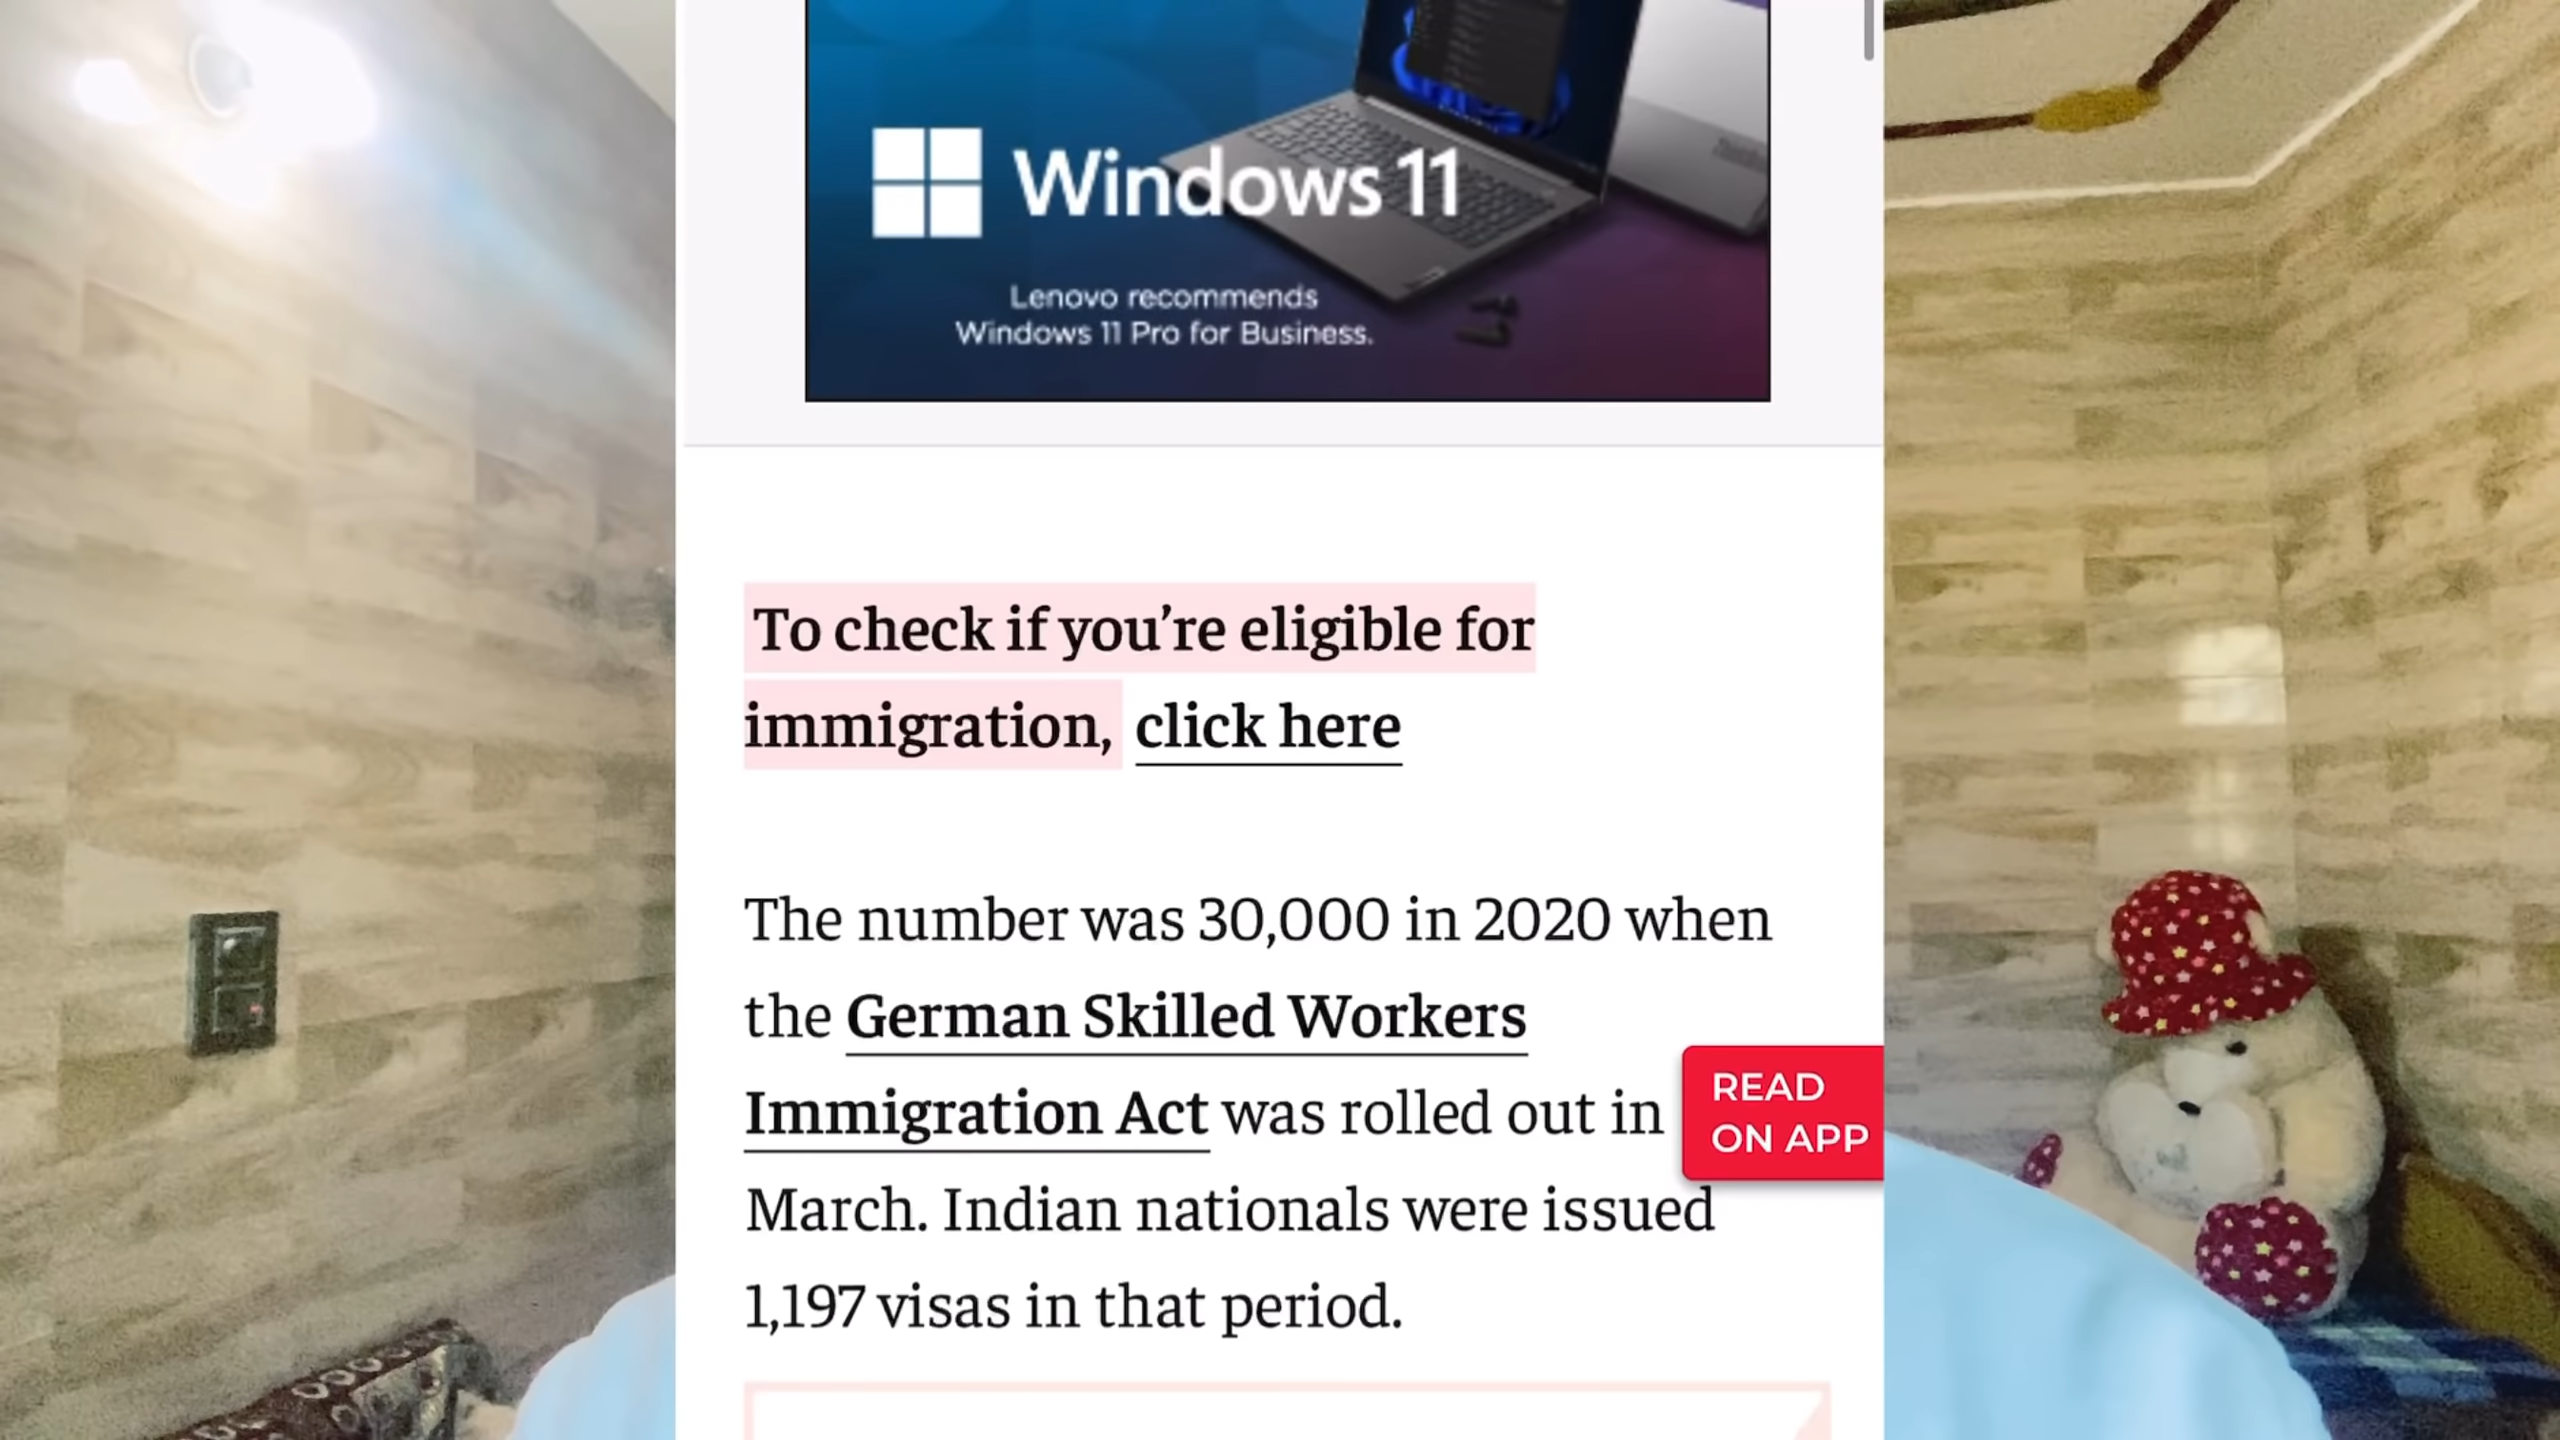 Windows 11
Lenovo recommends
Windows 11 Pro for Business.
To check if you’re eligible for
immigration, click here
The number was 30,000 in 2020 when
the German Skilled Workers
Immigration Act was rolled out in
READ
ON APP
March. Indian nationals were issued
1,197 visas in that period.